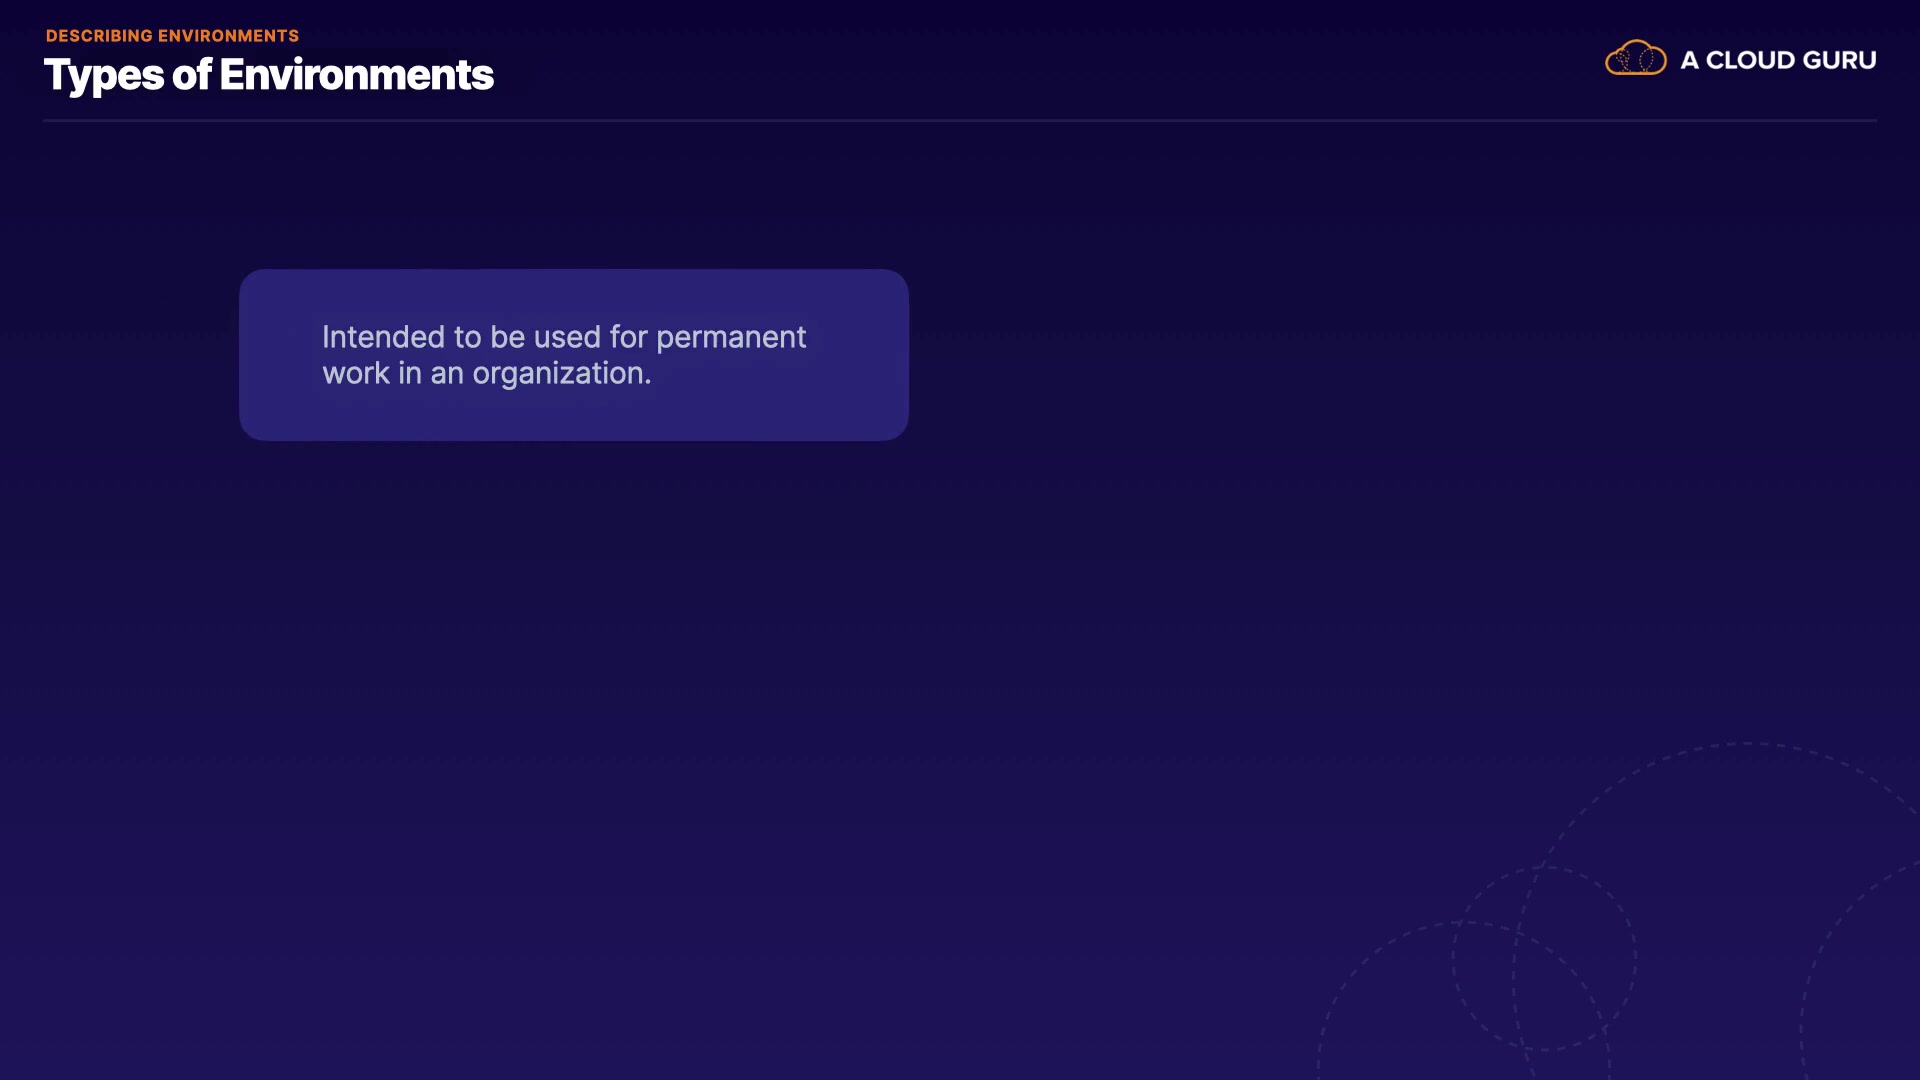 DESCRIBING ENVIRONMENTS
Types of Environments
A CLOUD GURU
Intended to be used for permanent
work in an organization.